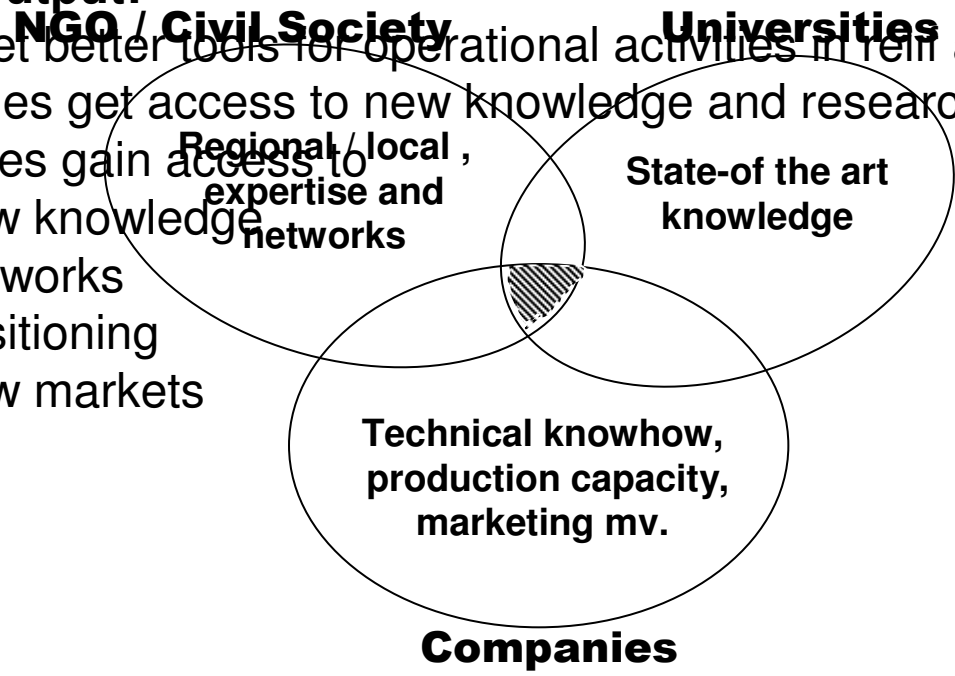 utput:
NGO / Civil Society
Universities
et better tools for operational activities in relif a
es get access to new knowledge and researc
es gain access to
w knowledge
works
sitioning
w markets
Regional / local ,
expertise and
networks
State-of the art
knowledge
Technical knowhow,
production capacity,
marketing mv.
Companies